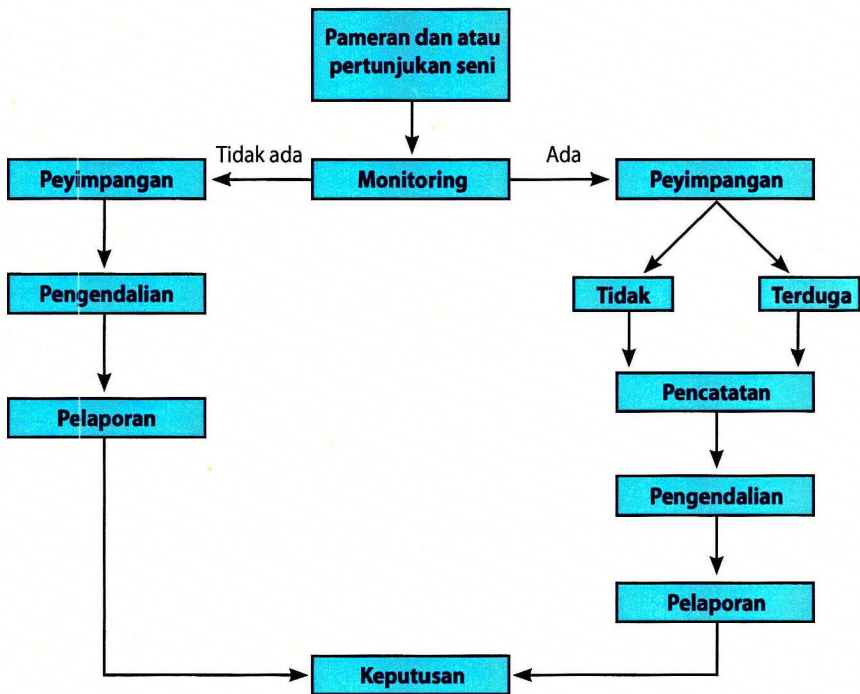 Pameran dan atau
pertunjukan seni
Tidak ada
Ada
Peyimpangan
Monitoring
Peyimpangan
Pengendalian
Tidak
Terduga
Pelaporan
Pencatatan
Pengendalian
Pelaporan
Keputusan